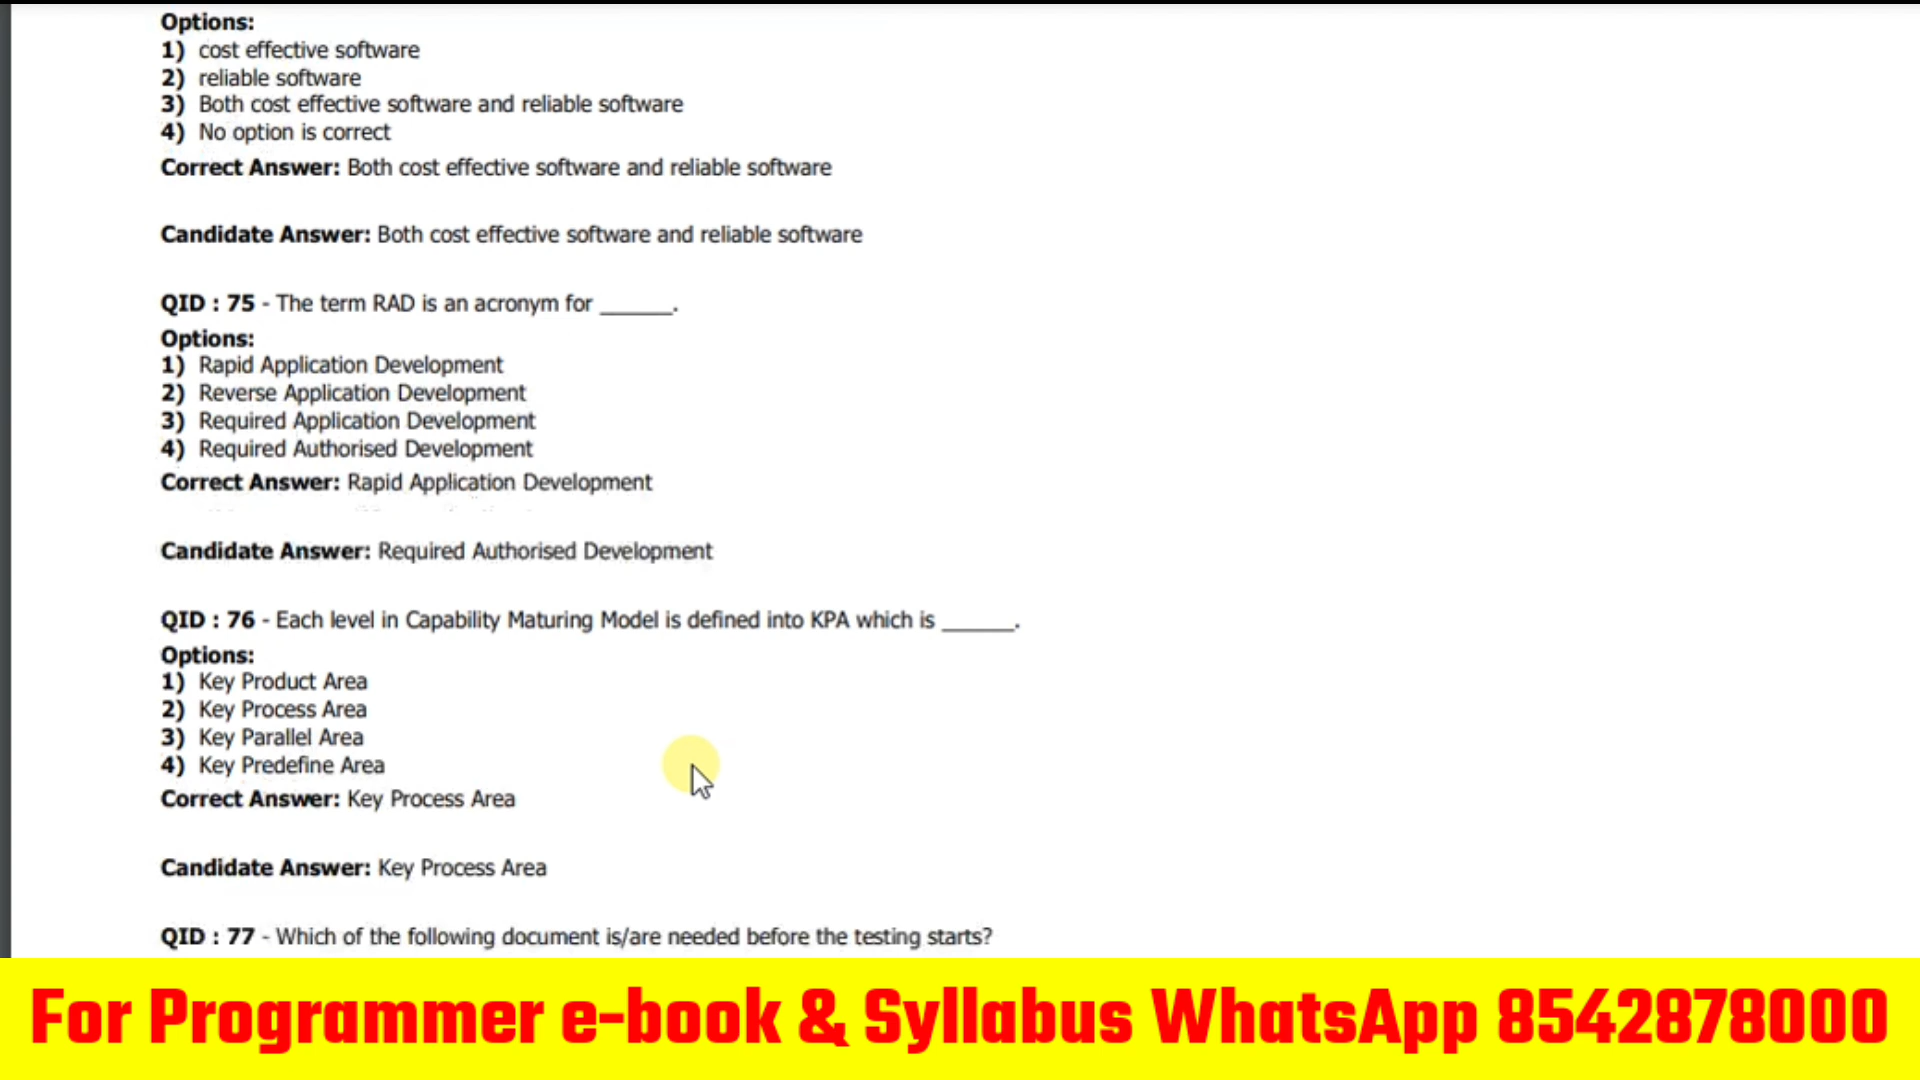 Options:
1) cost effective software
2) reliable software
3) Both cost effective software and reliable software
4) No option is correct
Correct Answer: Both cost effective software and reliable software
Candidate Answer: Both cost effective software and reliable software
QID : 75 - The term RAD is an acronym for ______.
Options:
1) Rapid Application Development
2) Reverse Application Development
3) Required Application Development
4) Required Authorised Development
Correct Answer: Rapid Application Development
Candidate Answer: Required Authorised Development
QID : 76 - Each level in Capability Maturing Model is defined into KPA which is ______.
Options:
1) Key Product Area
2) Key Process Area
3) Key Parallel Area
4) Key Predefine Area
Correct Answer: Key Process Area
Candidate Answer: Key Process Area
QID : 77 - Which of the following document is/are needed before the testing starts?
For Programmer e-book & Syllabus WhatsApp 8542878000